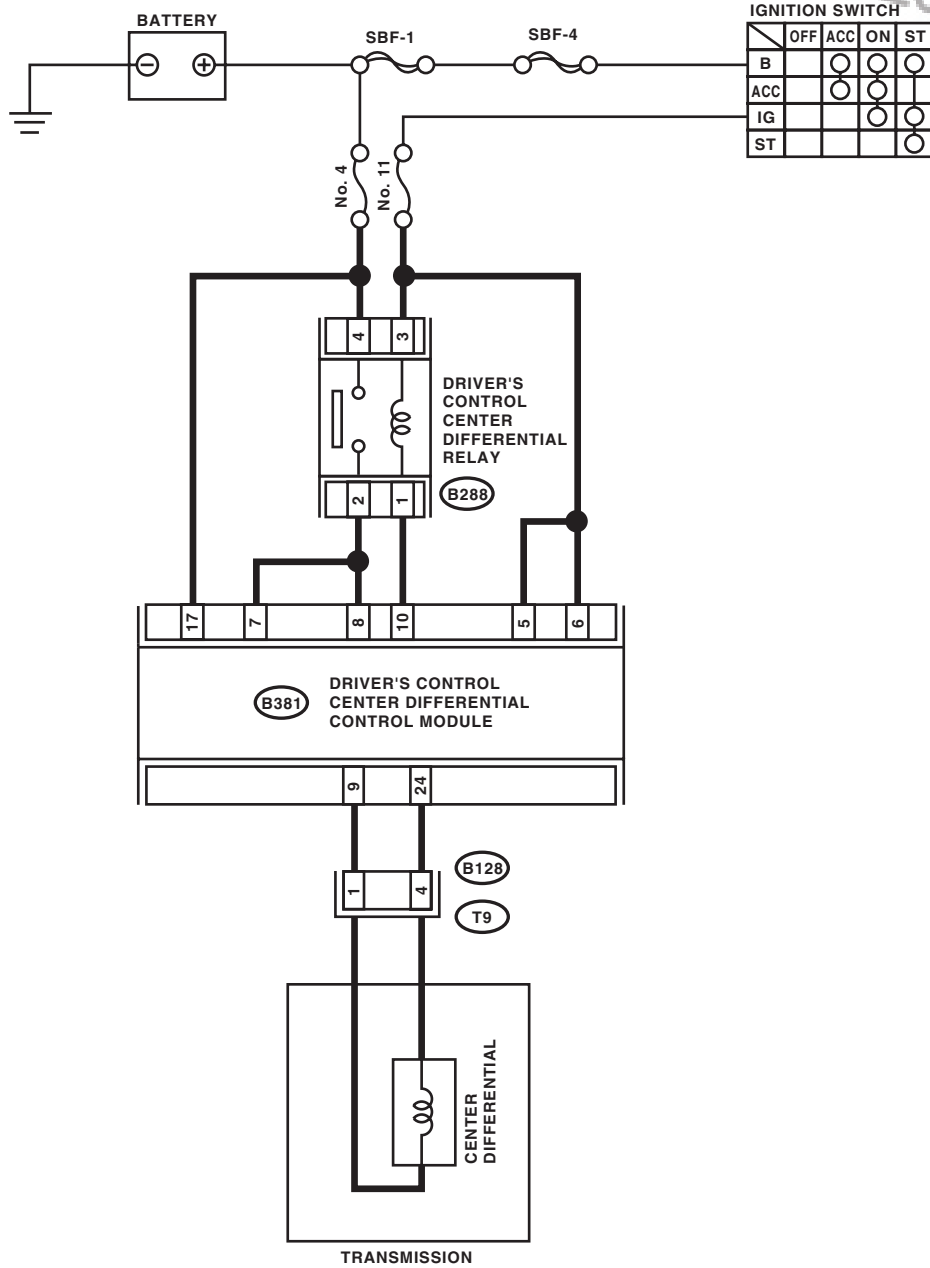 IGNITION SWITCH
BATTERY
SBF-1
SBF-4
OFF ACC ON ST
B
ACC
IG
ST
No. 4
No. 11
4 3
DRIVER'S
CONTROL
CENTER
DIFFERENTIAL
RELAY
2 1
B288
17 7 8 10 5 6
B381
DRIVER'S CONTROL
CENTER DIFFERENTIAL
CONTROL MODULE
9 24
B128
1 4
T9
CENTER
DIFFERENTIAL
TRANSMISSION